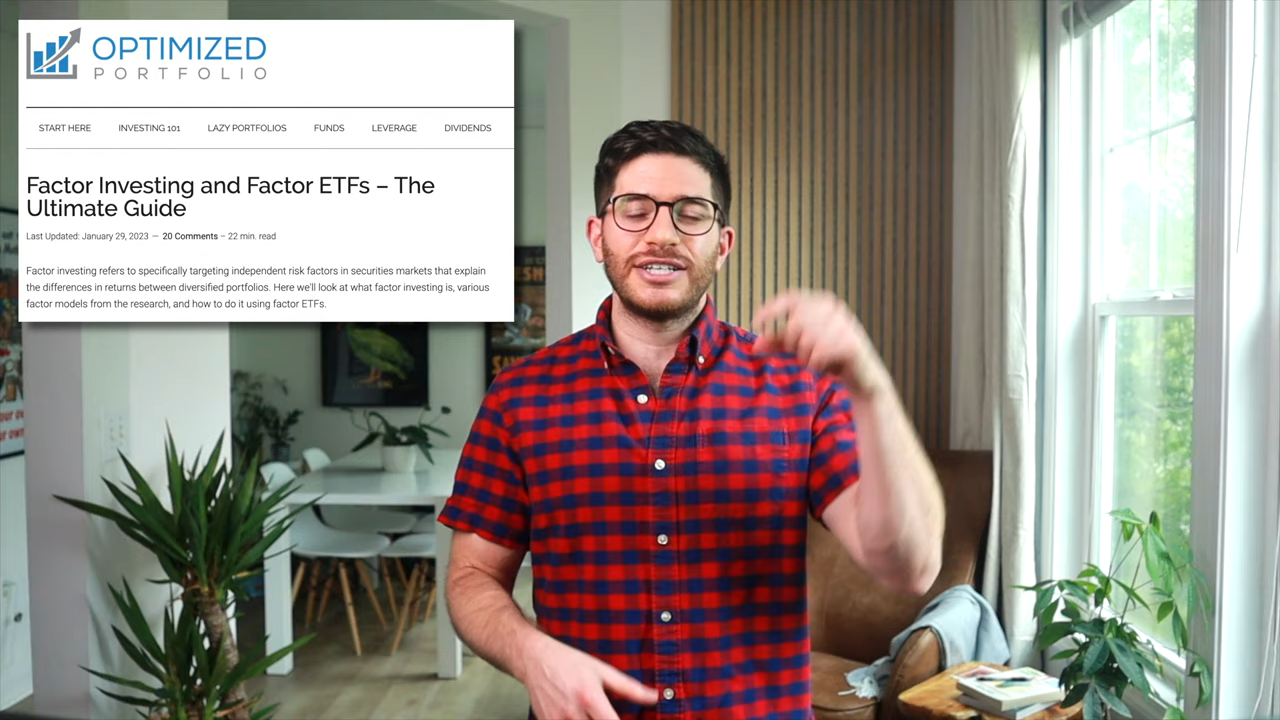 OPTIMIZED
PORTFOLIO
START HERE INVESTING 101 LAZY PORTFOLIOS FUNDS LEVERAGE DIVIDENDS
Factor Investing and Factor ETFs – The
Ultimate Guide
Last Updated: January 29, 2023 — 20 Comments – 22 min. read
Factor investing refers to specifically targeting independent risk factors in securities markets that explain
the differences in returns between diversified portfolios. Here we'll look at what factor investing is, various
factor models from the research, and how to do it using factor ETFs.
your
own